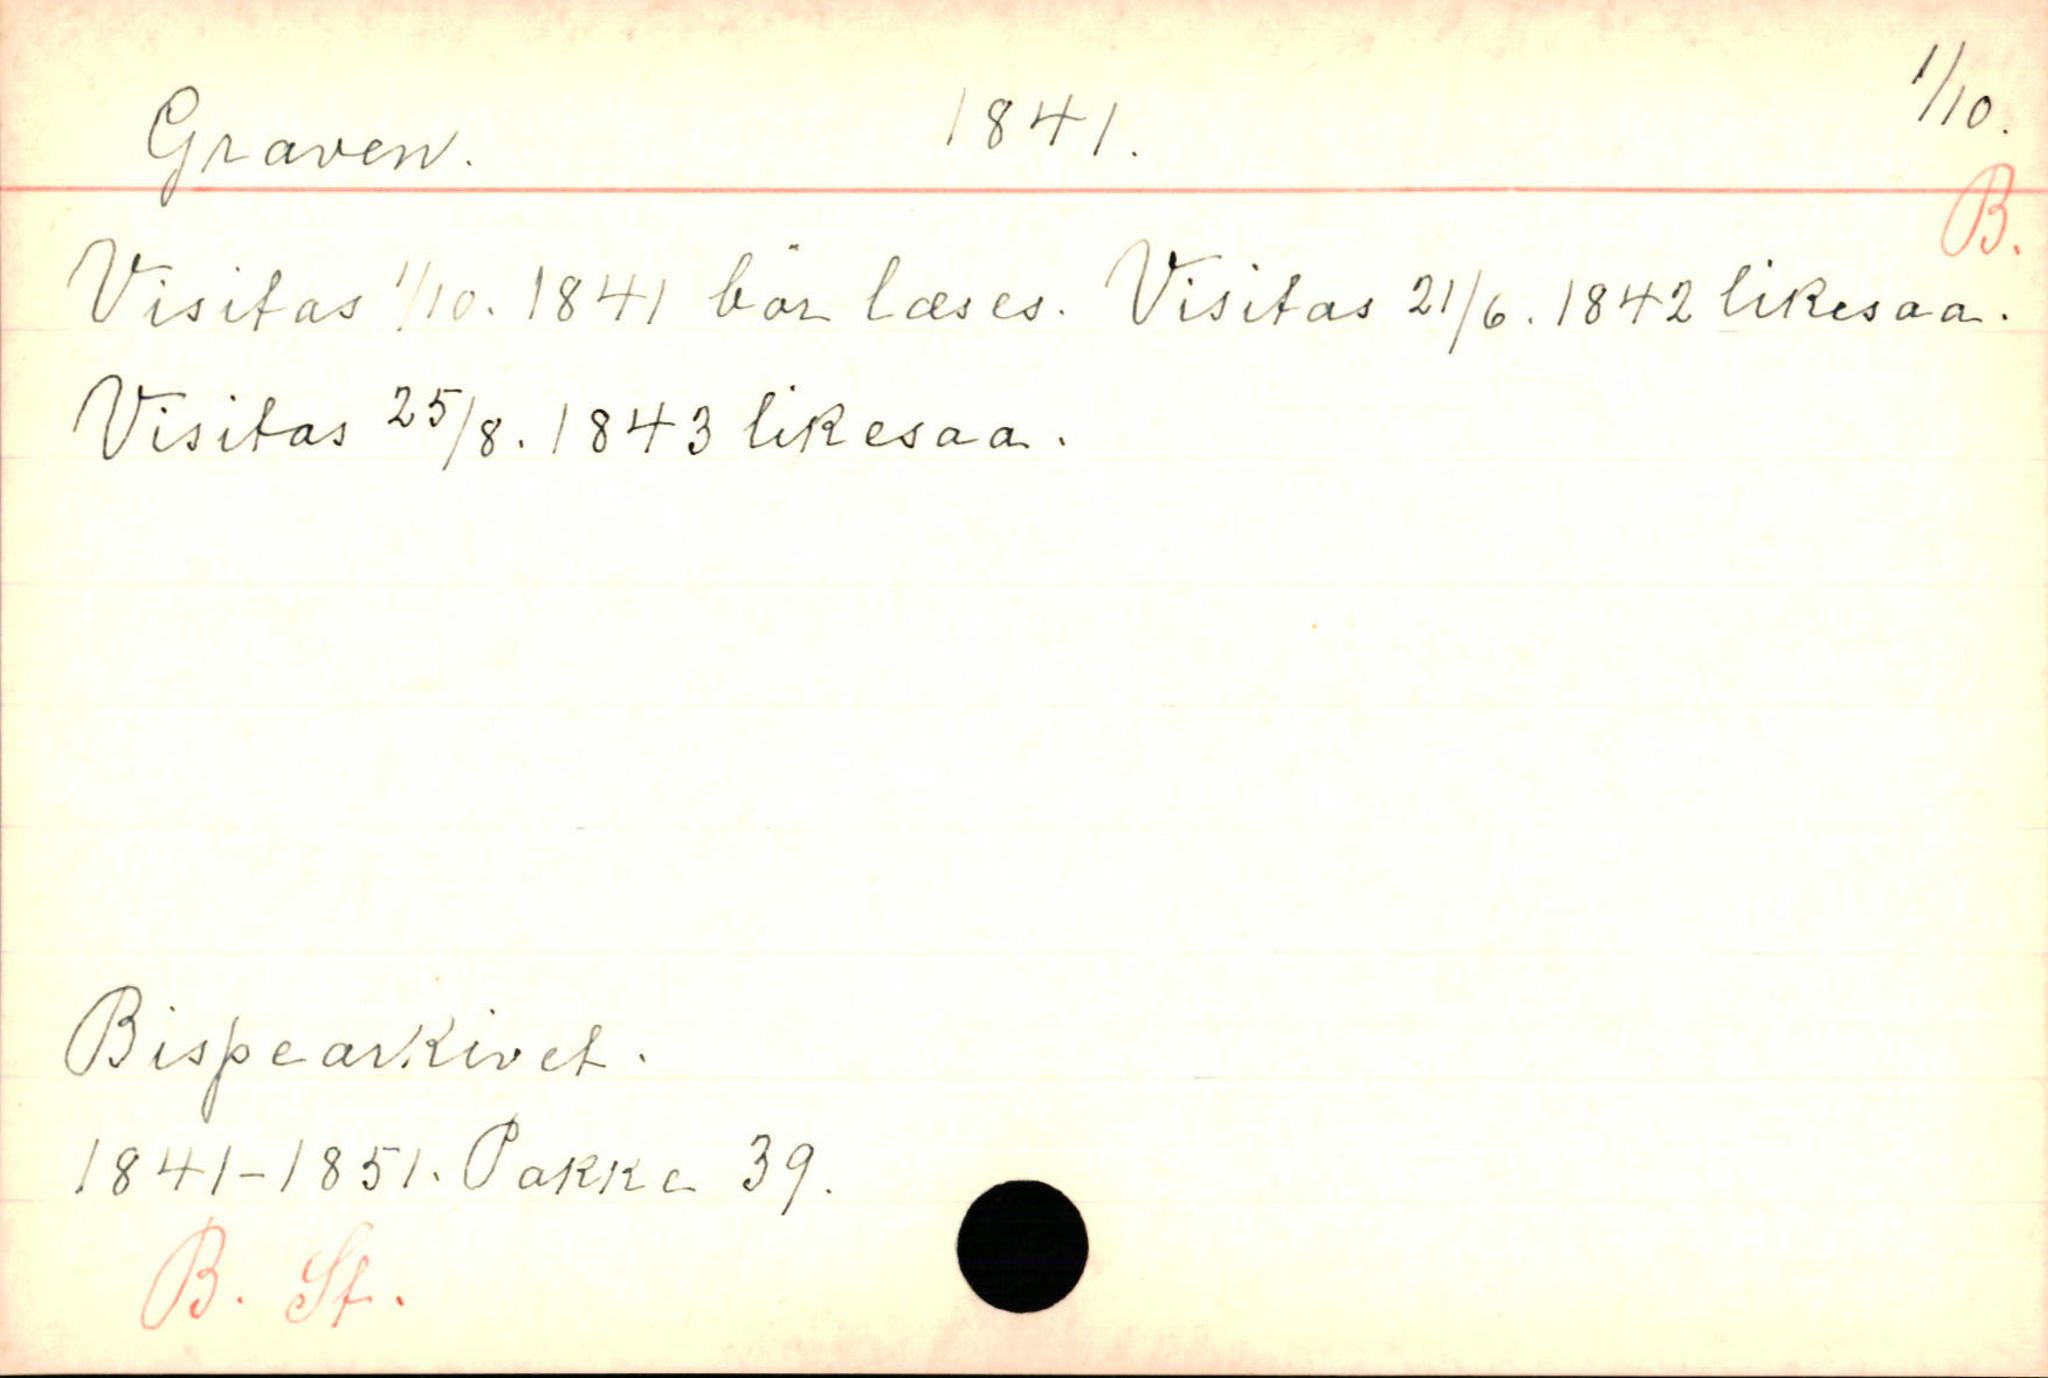 Graven. 1841. 1/10.
B.
Visitas 1/10. 1841 bör læses. Visitas 21/6. 1842 likesaa.
Visitas 25/8. 1843 likesaa.
Bispearkivet.
1841-1851. Pakke 39.
B. St.